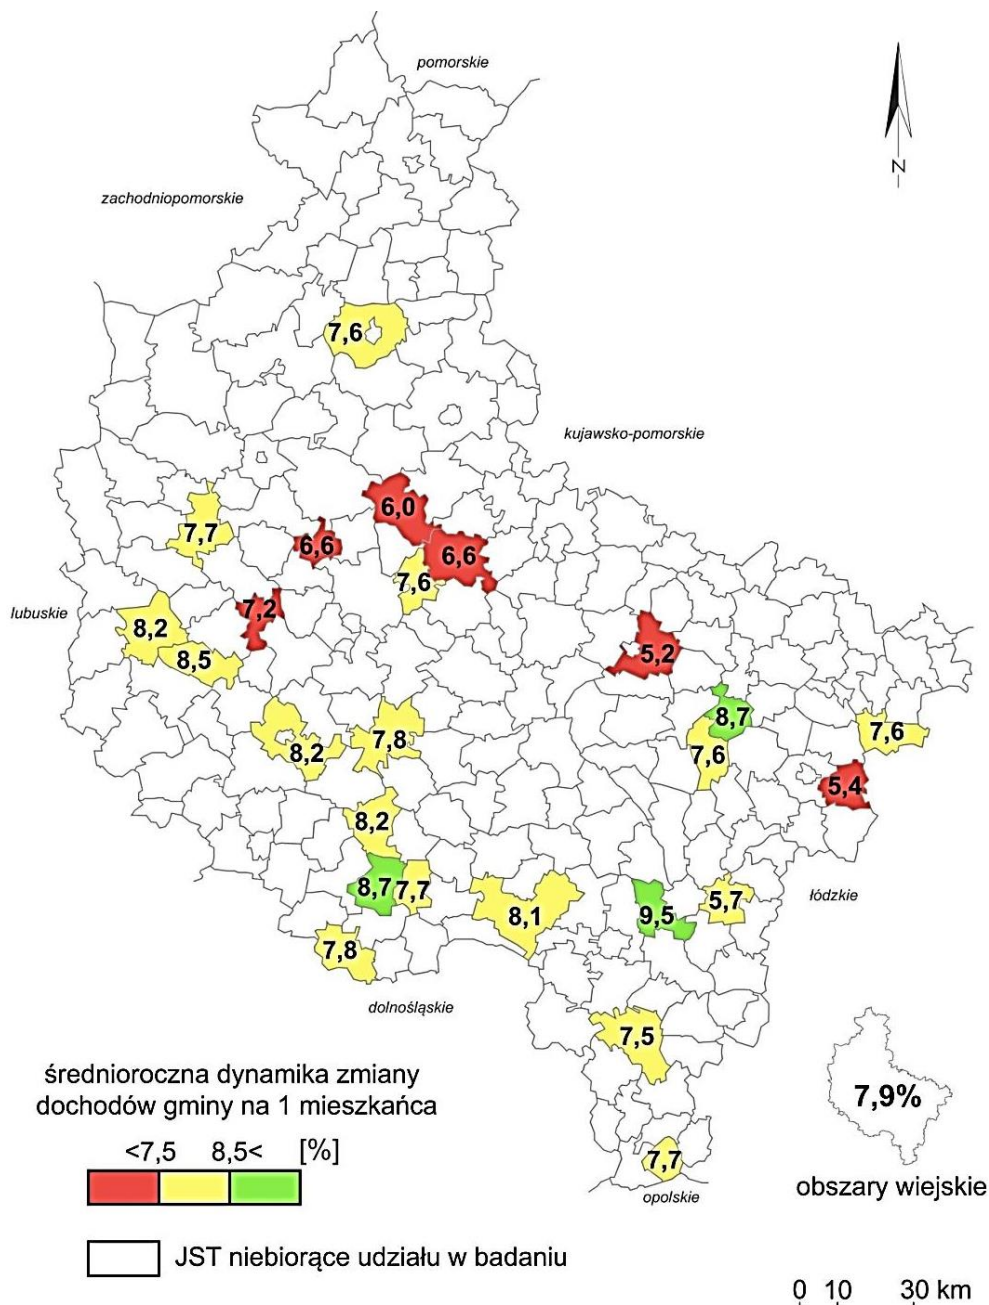 pomorskie
N
zachodniopomorskie
7,6
kujawsko-pomorskie
6,0
7,7
6,6
6,6
7,6
lubuskie
7,2
8,2
5,2
8,5
8,7
7,6
7,8
8,2
7,6
5,4
8,2
8,7
7,7
łódzkie
5,7
8,1
9,5
7,8
dolnośląskie
7,5
średnioroczna dynamika zmiany
dochodów gminy na 1 mieszkańca
7,9%
<7,5 8,5< [%]
7,7
obszary wiejskie
opolskie
JST niebiorące udziału w badaniu
0 10 30 km